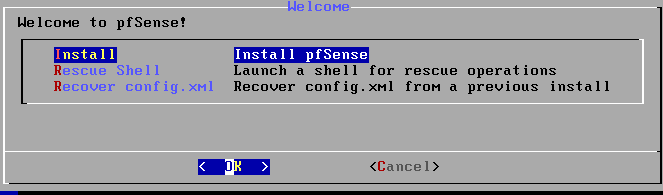 Welcome
Welcome to pfSense!
Install Install pfSense
Rescue Shell Launch a shell for rescue operations
Recover config.xml Recover config.xml from a previous install
< OK > <Cancel>